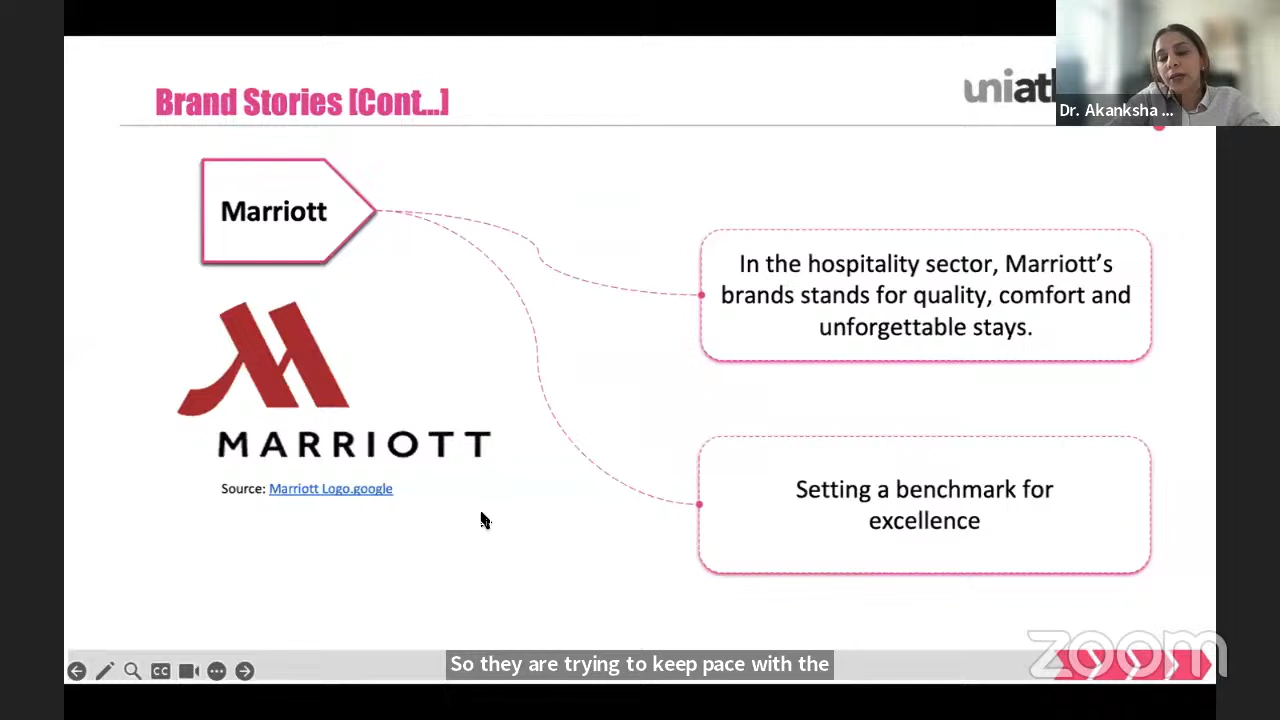 Brand Stories [Cont...]
uniath
Dr. Akanksha ...
Marriott
In the hospitality sector, Marriott's
brands stands for quality, comfort and
unforgettable stays.
MARRIOTT
Source: Marriott Logo.google
Setting a benchmark for
excellence
CC
So they are trying to keep pace with the
zoom